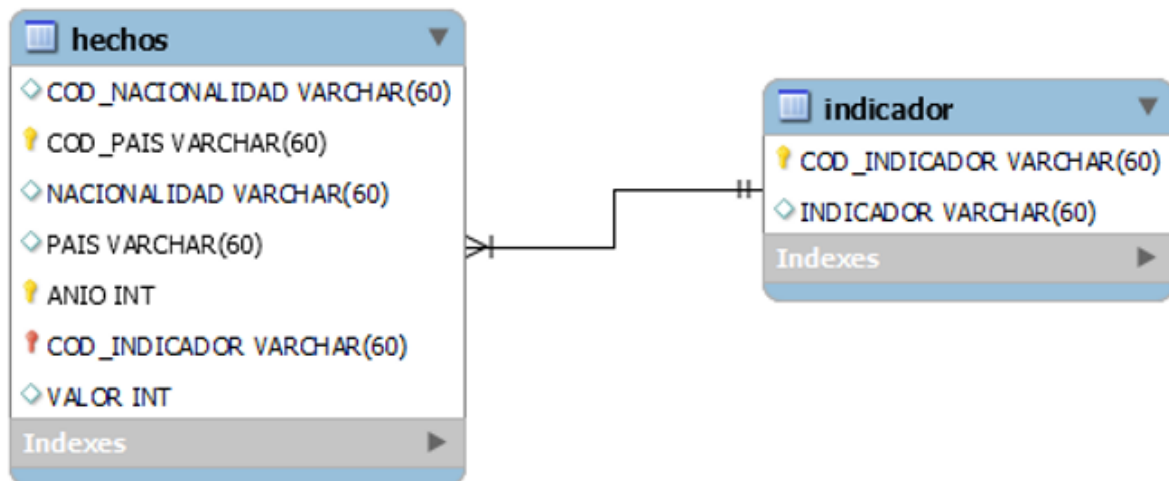 hechos
COD_NACIONALIDAD VARCHAR(60)
COD_PAIS VARCHAR(60)
NACIONALIDAD VARCHAR(60)
PAIS VARCHAR(60)
ANIO INT
COD_INDICADOR VARCHAR(60)
VALOR INT
Indexes
indicador
COD_INDICADOR VARCHAR(60)
INDICADOR VARCHAR(60)
Indexes